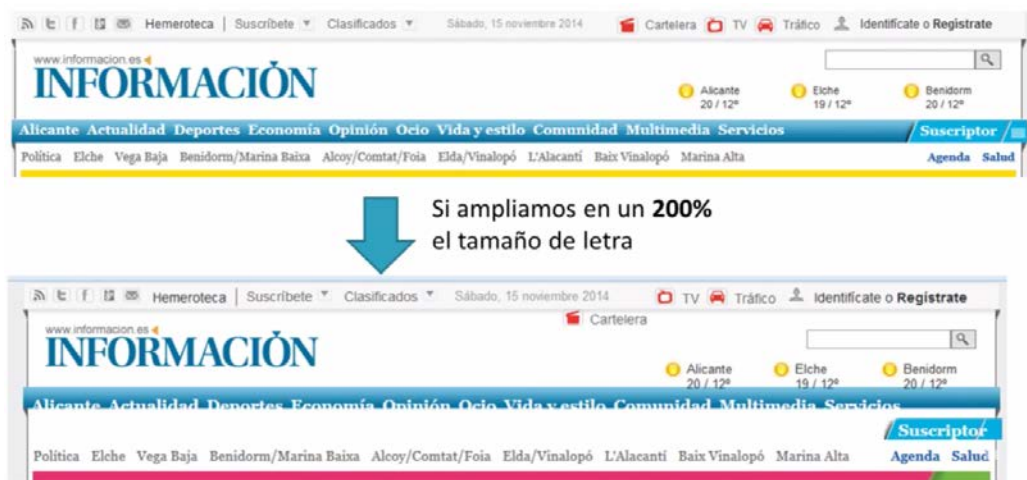 Hemeroteca | Suscríbete Clasificados Sábado, 15 noviembre 2014 Cartelera TV Tráfico Identifícate o Regístrate
www.informacion.es
INFORMACIÓN
Alicante Elche Benidorm
20 / 12º 19 / 12º 20 / 12º
Alicante Actualidad Deportes Economía Opinión Ocio Vida y estilo Comunidad Multimedia Servicios Suscriptor
Política Elche Vega Baja Benidorm/Marina Baixa Alcoy/Comtat/Foia Elda/Vinalopó L'Alacantí Baix Vinalopó Marina Alta Agenda Salud
Si ampliamos en un 200%
el tamaño de letra
Hemeroteca | Suscríbete Clasificados Sábado, 15 noviembre 2014 TV Tráfico Identifícate o Regístrate
Cartelera
www.informacion.es
INFORMACIÓN
Alicante Elche Benidorm
20 / 12º 19 / 12º 20 / 12º
Alicante Actualidad Deportes Economía Opinión Ocio Vida y estilo Comunidad Multimedia Servicios
Suscriptor
Política Elche Vega Baja Benidorm/Marina Baixa Alcoy/Comtat/Foia Elda/Vinalopó L'Alacantí Baix Vinalopó Marina Alta Agenda Salud